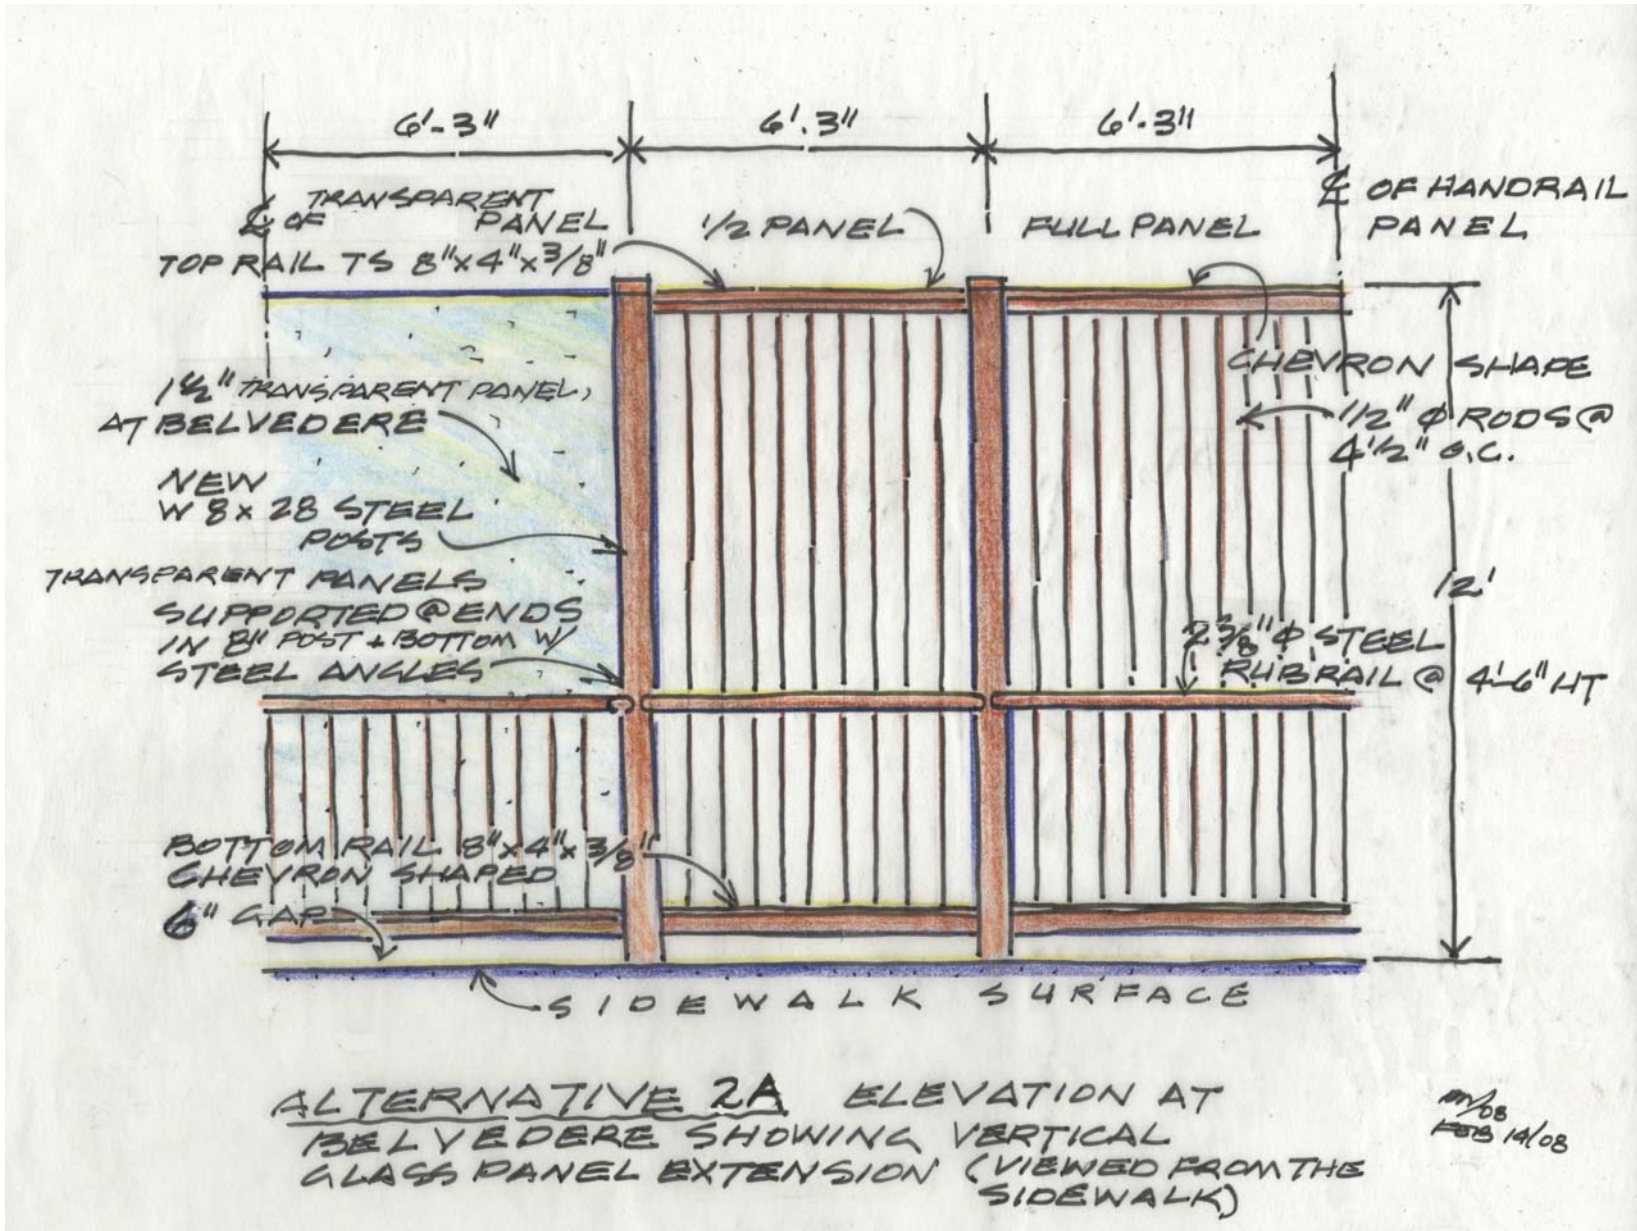 6'-3" 6'-3" 6'-3"
℄ OF TRANSPARENT PANEL
1/2 PANEL
FULL PANEL
℄ OF HANDRAIL
PANEL
TOP RAIL TS 8"x4"x3/8"
CHEVRON SHAPE
1/2" Φ RODS @
4 1/2" O.C.
1 1/2" TRANSPARENT PANEL,
AT BELVEDERE
NEW
W 8 x 28 STEEL
POSTS
TRANSPARENT PANELS
SUPPORTED @ ENDS
IN 8" POST + BOTTOM W/
STEEL ANGLES
12'
2 3/8" Φ STEEL
RUBRAIL @ 4'-6" HT
BOTTOM RAIL 8"x4"x3/8"
CHEVRON SHAPED
6" GAP
SIDEWALK SURFACE
ALTERNATIVE 2A ELEVATION AT
BELVEDERE SHOWING VERTICAL
GLASS PANEL EXTENSION (VIEWED FROM THE
SIDEWALK)
FEB 14/08